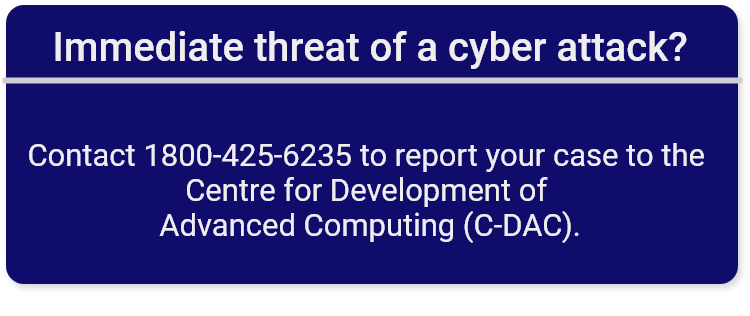 Immediate threat of a cyber attack?
Contact 1800-425-6235 to report your case to the
Centre for Development of
Advanced Computing (C-DAC).